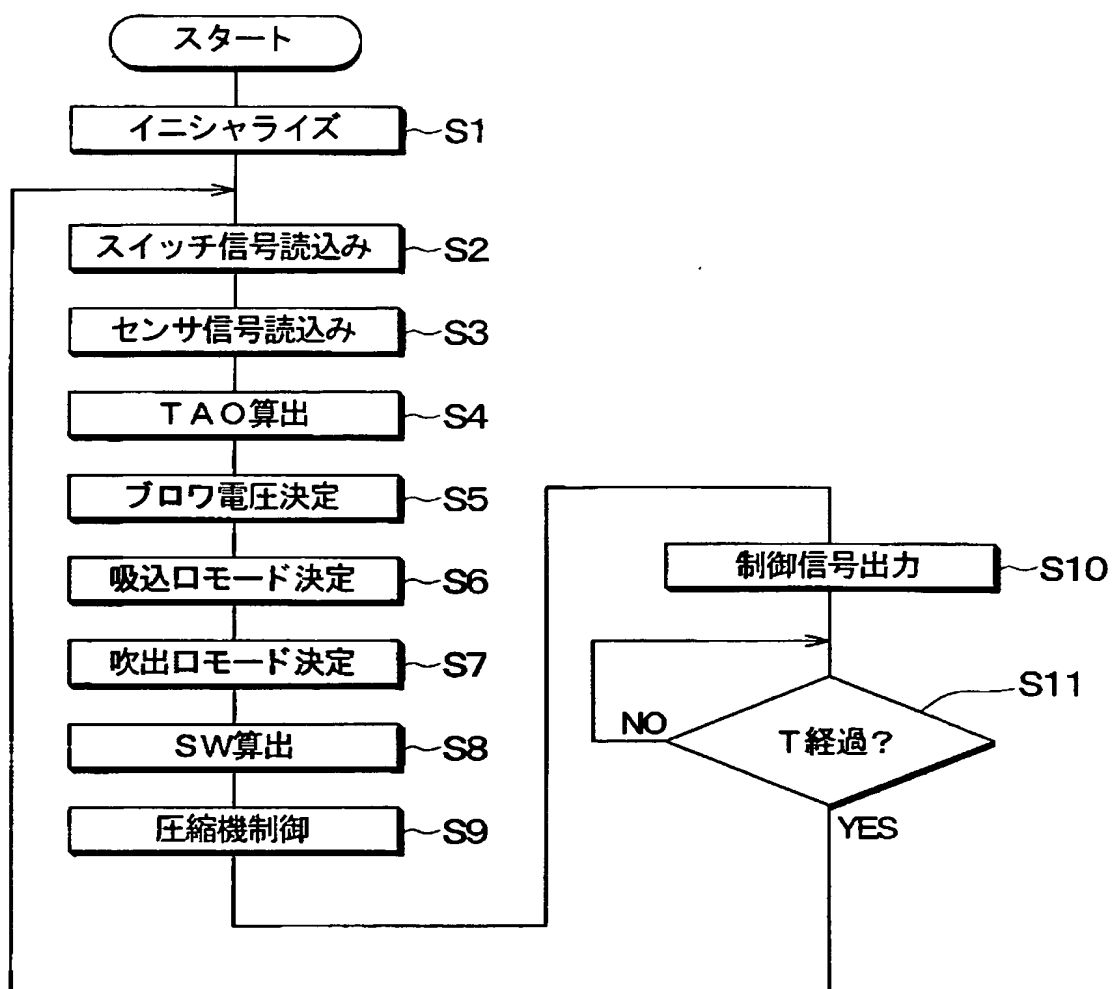 スタート
イニシャライズ S1
スイッチ信号読込み S2
センサ信号読込み S3
TAO算出 S4
ブロワ電圧決定 S5
吸込口モード決定 S6
吹出口モード決定 S7
SW算出 S8
圧縮機制御 S9
制御信号出力 S10
S11
NO
T経過?
YES